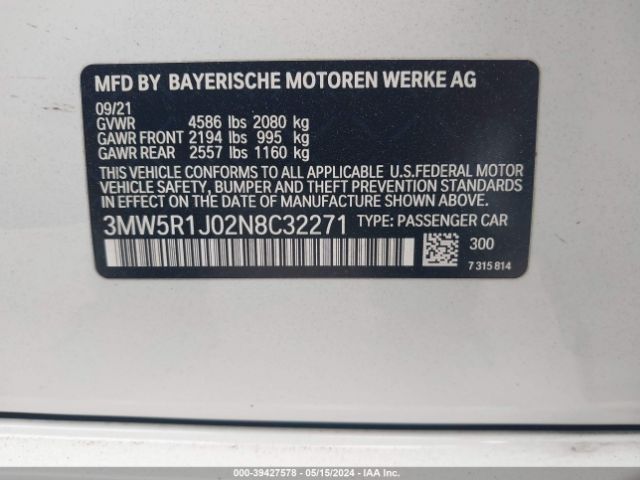 MFD BY BAYERISCHE MOTOREN WERKE AG
09/21
GVWR 4586 lbs 2080 kg
GAWR FRONT 2194 lbs 995 kg
GAWR REAR 2557 lbs 1160 kg
THIS VEHICLE CONFORMS TO ALL APPLICABLE U.S.FEDERAL MOTOR
VEHICLE SAFETY, BUMPER AND THEFT PREVENTION STANDARDS
IN EFFECT ON THE DATE OF MANUFACTURE SHOWN ABOVE.
3MW5R1J02N8C32271 TYPE: PASSENGER CAR
300
7 315 814
000-39427578 - 05/15/2024 - IAA Inc.